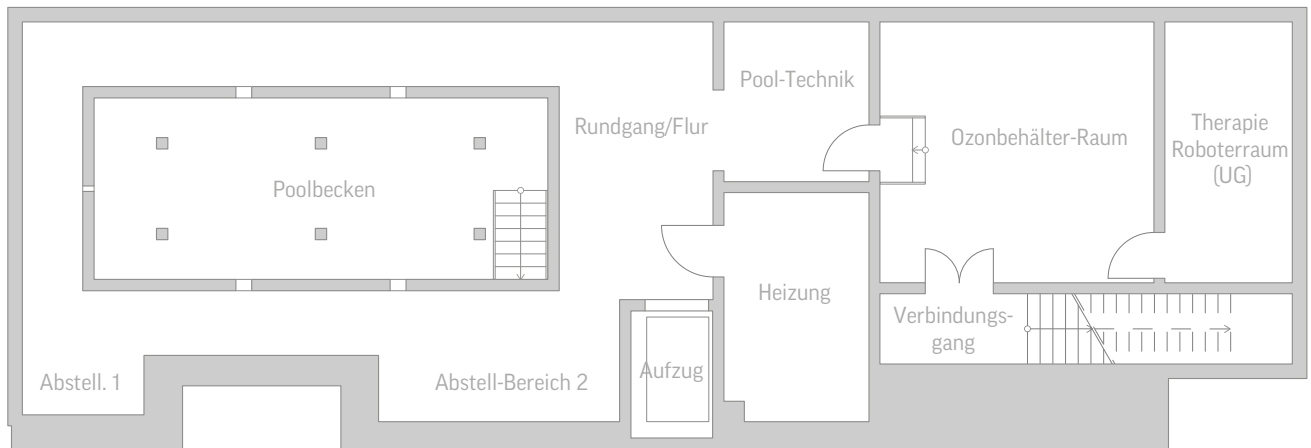 Pool-Technik
Rundgang/Flur
Ozonbehälter-Raum
Therapie
Roboterraum
(UG)
Poolbecken
Heizung
Verbindungs-
gang
Abstell. 1
Abstell-Bereich 2
Aufzug